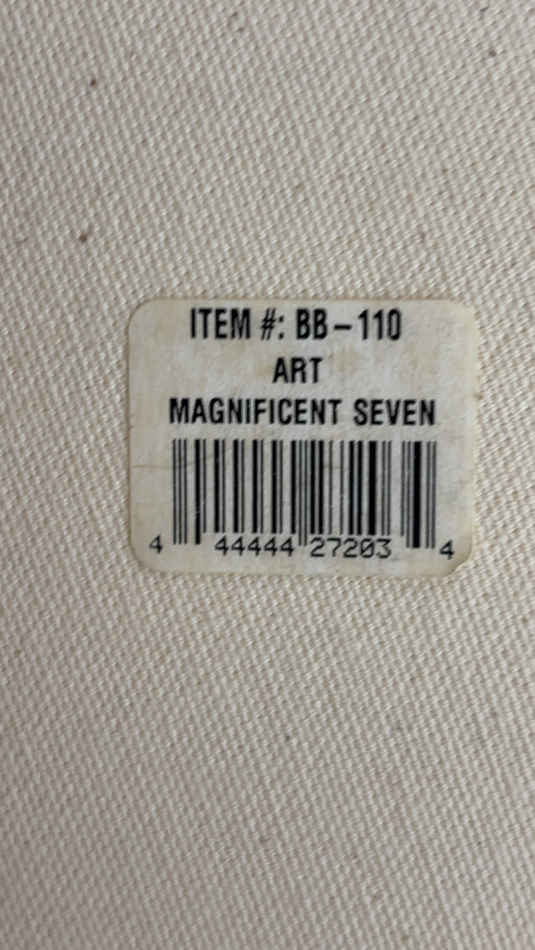 ITEM #: BB-110
ART
MAGNIFICENT SEVEN
4 44444 27203 4